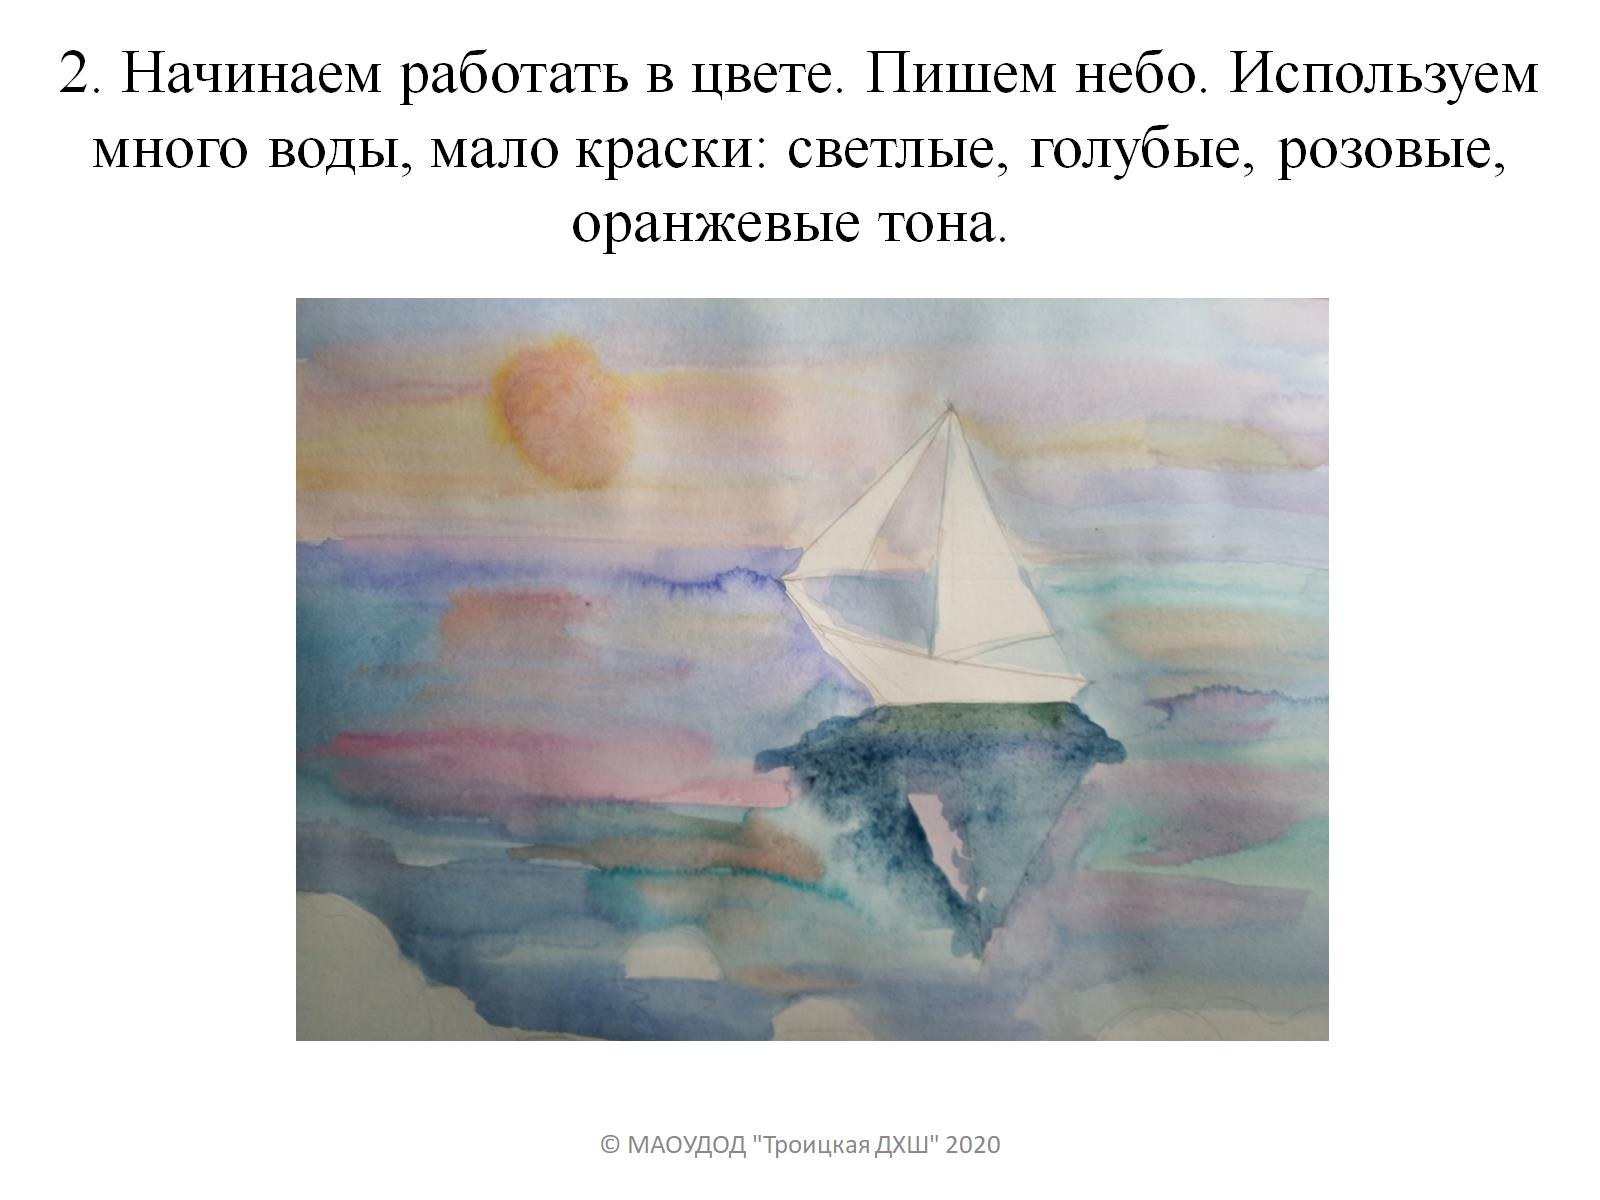 2. Начинаем работать в цвете. Пишем небо. Используем
много воды, мало краски: светлые, голубые, розовые,
оранжевые тона.
© МАОУДОД "Троицкая ДХШ" 2020